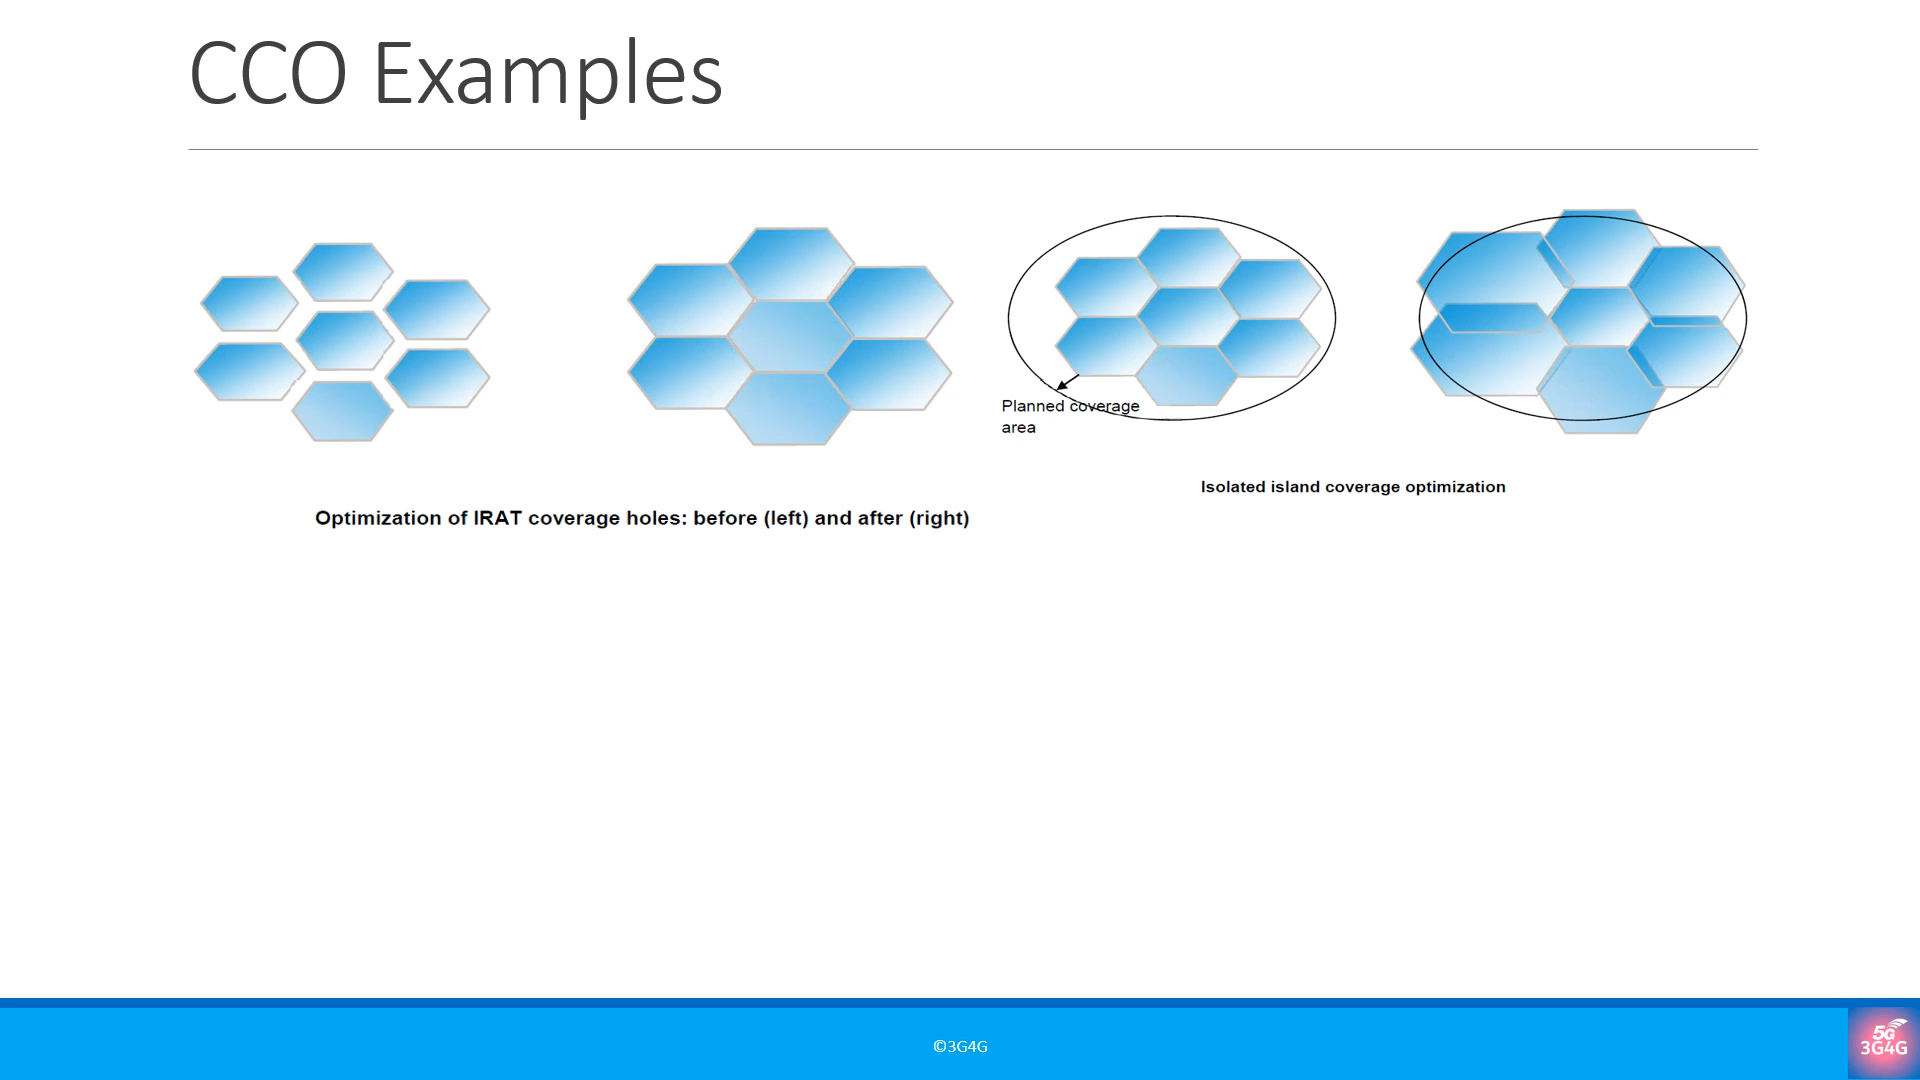 CCO Examples
Planned coverage
area
Isolated island coverage optimization
Optimization of IRAT coverage holes: before (left) and after (right)
©3G4G
5G
3G4G